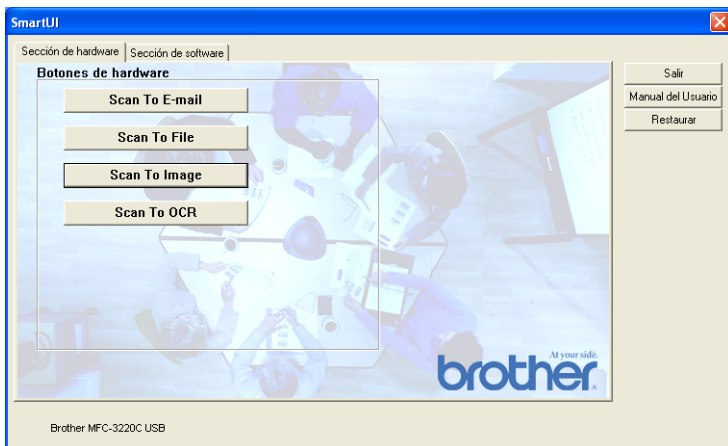 SmartUI
Sección de hardware
Sección de software
Botones de hardware
Scan To E-mail
Scan To File
Scan To Image
Scan To OCR
Salir
Manual del Usuario
Restaurar
At your side.
brother
Brother MFC-3220C USB